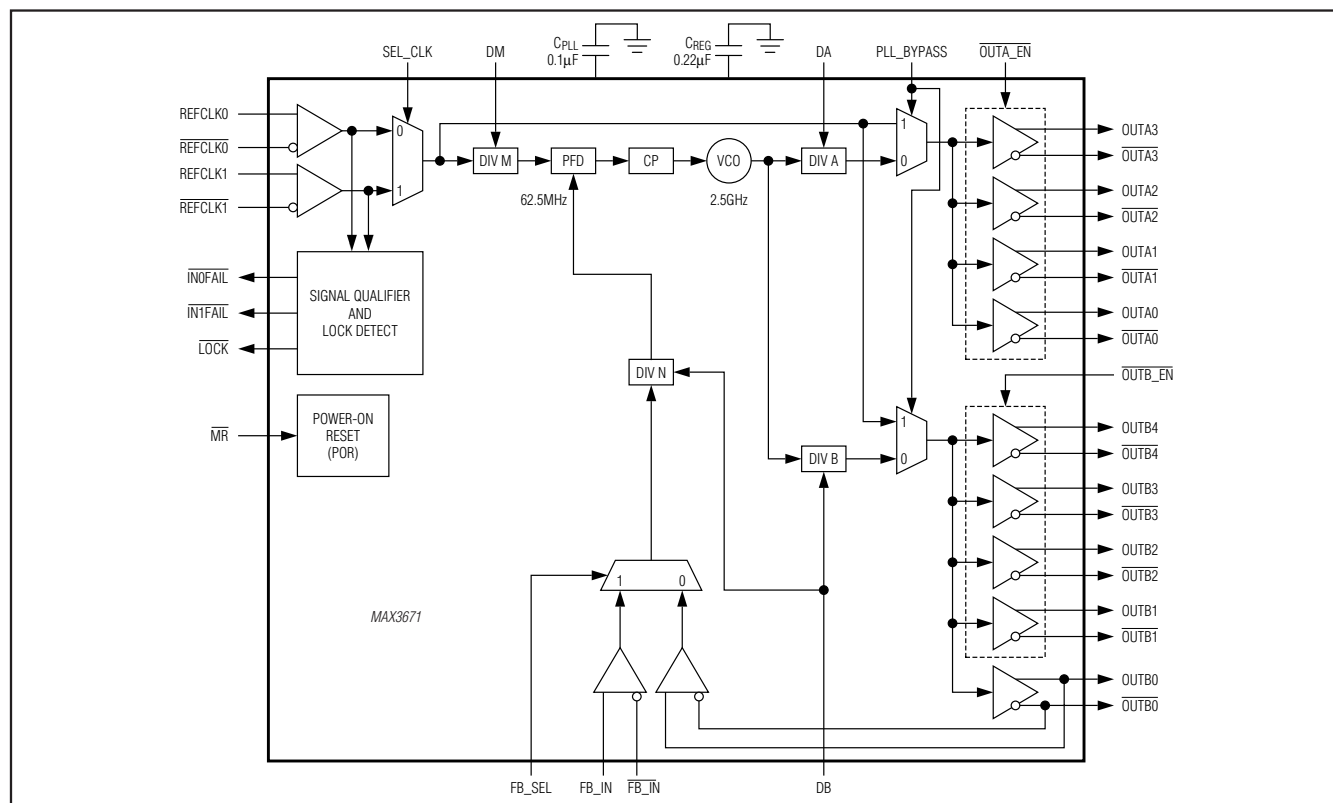 SEL_CLK
DM
CPLL
0.1µF
CREG
0.22µF
DA
PLL_BYPASS
OUTA_EN
REFCLK0
REFCLK0
REFCLK1
REFCLK1
0
1
DIV M
PFD
CP
VCO
DIV A
1
0
62.5MHz
2.5GHz
OUTA3
OUTA3
OUTA2
OUTA2
OUTA1
OUTA1
OUTA0
OUTA0
IN0FAIL
IN1FAIL
LOCK
SIGNAL QUALIFIER
AND
LOCK DETECT
DIV N
OUTB_EN
MR
POWER-ON
RESET
(POR)
DIV B
1
0
OUTB4
OUTB4
OUTB3
OUTB3
OUTB2
OUTB2
OUTB1
OUTB1
OUTB0
OUTB0
1
0
MAX3671
FB_SEL
FB_IN
FB_IN
DB